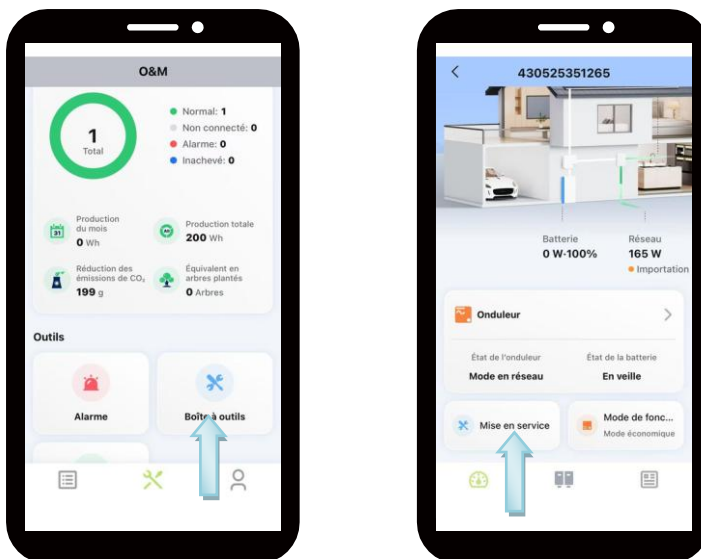 O&M
1
Total
Normal: 1
Non connecté: 0
Alarme: 0
Inachevé: 0
31
Production
du mois
0 Wh
Production totale
200 Wh
Réduction des
émissions de CO₂
199 g
Équivalent en
arbres plantés
0 Arbres
Outils
Alarme
Boîte à outils
430525351265
Batterie
0 W·100%
Réseau
165 W
Importation
Onduleur
État de l'onduleur
Mode en réseau
État de la batterie
En veille
Mise en service
Mode de fonc...
Mode économique